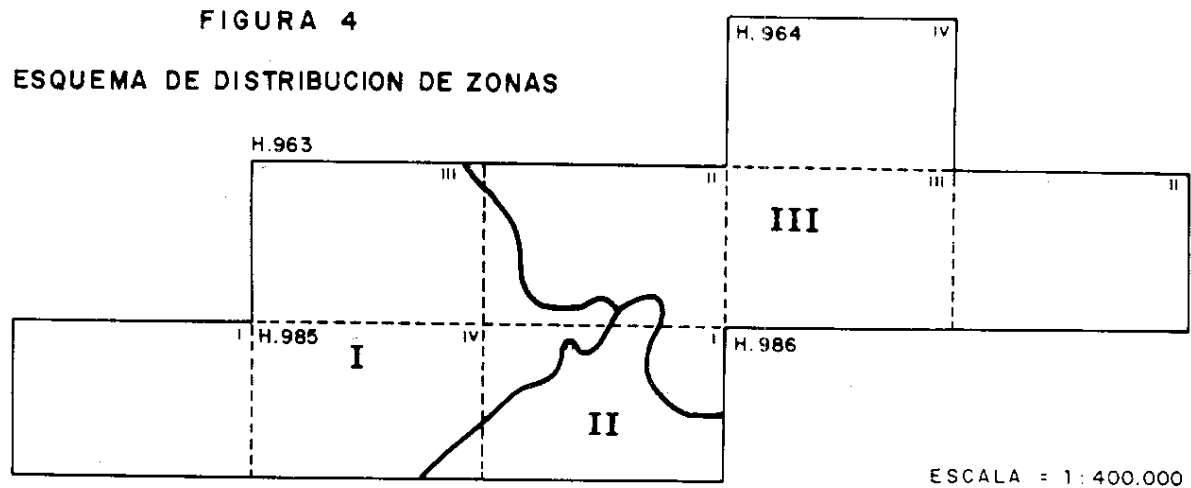 FIGURA 4
ESQUEMA DE DISTRIBUCION DE ZONAS
H. 964 IV
H.963
III II III II
III
I H.985 IV I H. 986
I
II
ESCALA = 1:400.000